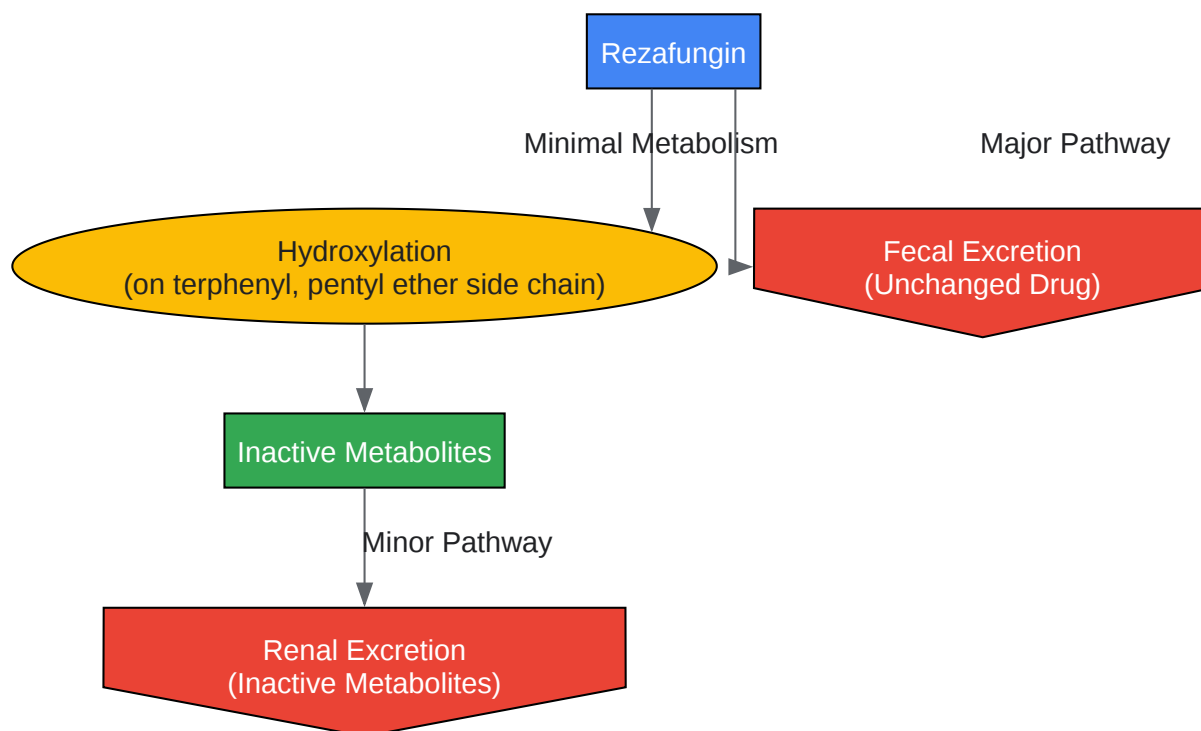 Rezafungin
Minimal Metabolism
Major Pathway
Hydroxylation
(on terphenyl, pentyl ether side chain)
Fecal Excretion
(Unchanged Drug)
Inactive Metabolites
Minor Pathway
Renal Excretion
(Inactive Metabolites)